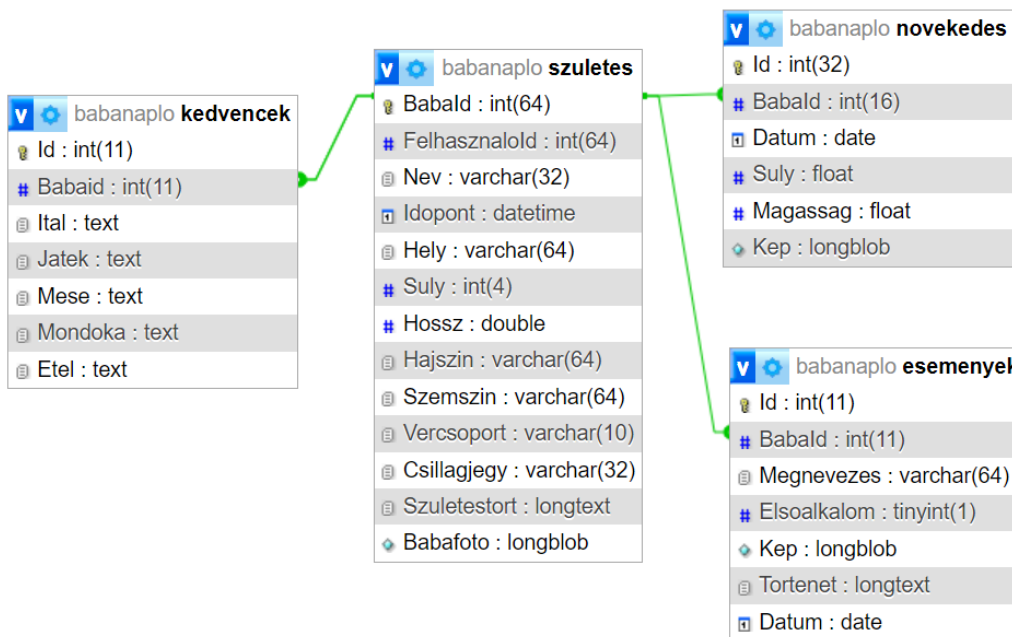 babanaplo kedvencek
Id : int(11)
Babaid : int(11)
Ital : text
Jatek : text
Mese : text
Mondoka : text
Etel : text
babanaplo szuletes
BabaId : int(64)
FelhasznaloId : int(64)
Nev : varchar(32)
Idopont : datetime
Hely : varchar(64)
Suly : int(4)
Hossz : double
Hajszin : varchar(64)
Szemszin : varchar(64)
Vercsoport : varchar(10)
Csillagjegy : varchar(32)
Szuletestort : longtext
Babafoto : longblob
babanaplo novekedes
Id : int(32)
BabaId : int(16)
Datum : date
Suly : float
Magassag : float
Kep : longblob
babanaplo esemenyek
Id : int(11)
BabaId : int(11)
Megnevezes : varchar(64)
Elsoalkalom : tinyint(1)
Kep : longblob
Tortenet : longtext
Datum : date